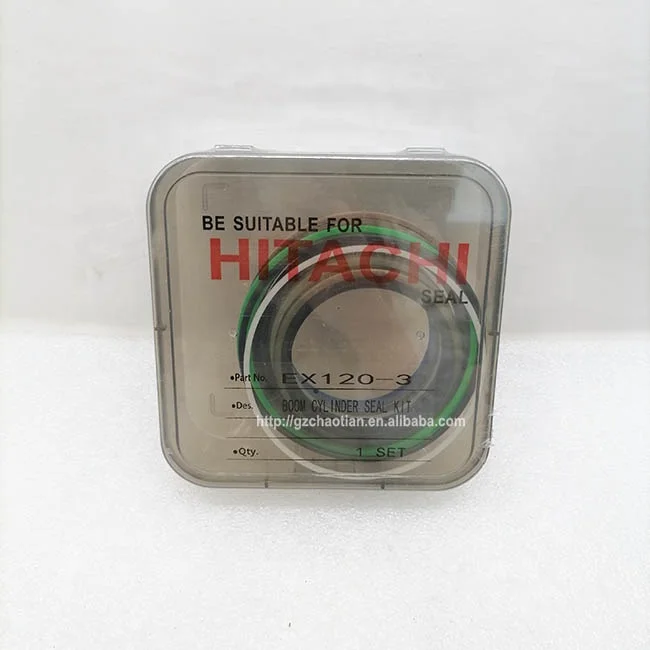 BE SUITABLE FOR
HITACHI
SEAL
•Part No. EX120-3
•Des. BOOM CYLINDER SEAL KIT
http://gzchaotian.en.alibaba.com
•Qty. 1 SET